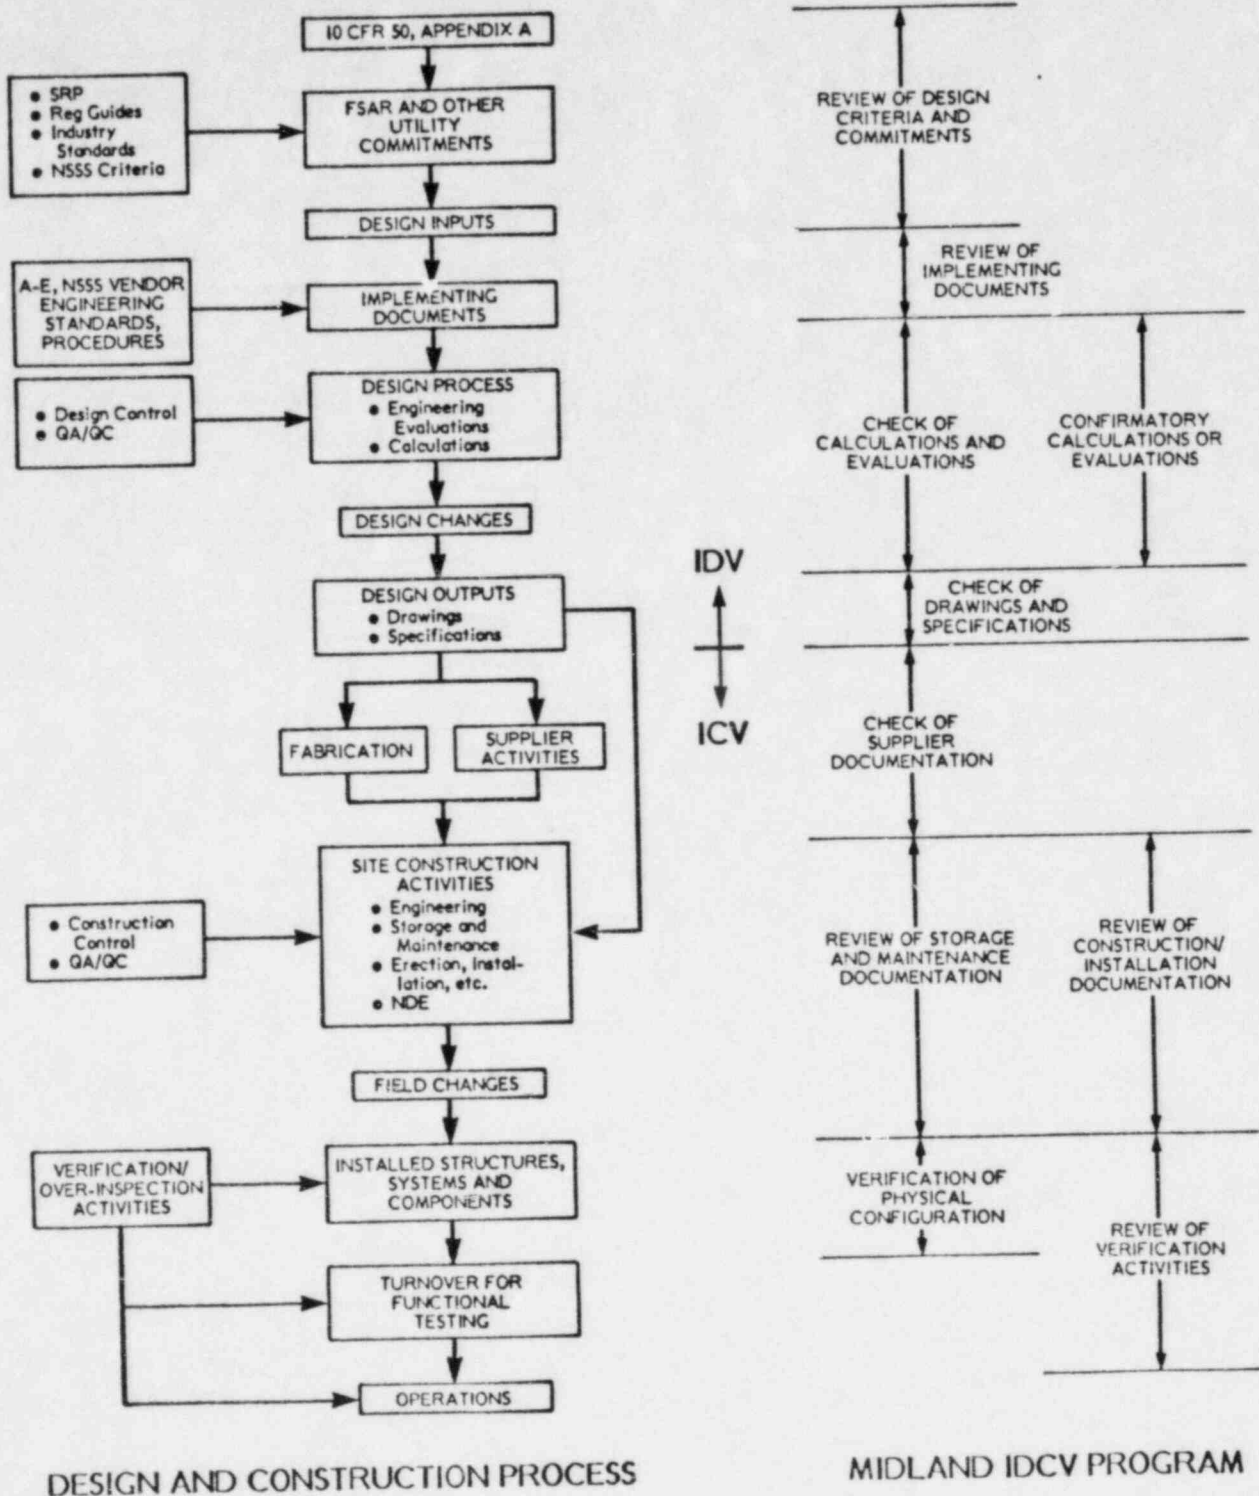 10 CFR 50, APPENDIX A
● SRP
● Reg Guides
● Industry
Standards
● NSSS Criteria
FSAR AND OTHER
UTILITY
COMMITMENTS
DESIGN INPUTS
A-E, NSSS VENDOR
ENGINEERING
STANDARDS,
PROCEDURES
IMPLEMENTING
DOCUMENTS
● Design Control
● QA/QC
DESIGN PROCESS
● Engineering
Evaluations
● Calculations
DESIGN CHANGES
DESIGN OUTPUTS
● Drawings
● Specifications
FABRICATION
SUPPLIER
ACTIVITIES
SITE CONSTRUCTION
ACTIVITIES
● Engineering
● Storage and
Maintenance
● Erection, Instal-
lation, etc.
● NDE
● Construction
Control
● QA/QC
FIELD CHANGES
VERIFICATION/
OVER-INSPECTION
ACTIVITIES
INSTALLED STRUCTURES,
SYSTEMS AND
COMPONENTS
TURNOVER FOR
FUNCTIONAL
TESTING
OPERATIONS
DESIGN AND CONSTRUCTION PROCESS
IDV
ICV
REVIEW OF DESIGN
CRITERIA AND
COMMITMENTS
REVIEW OF
IMPLEMENTING
DOCUMENTS
CHECK OF
CALCULATIONS AND
EVALUATIONS
CONFIRMATORY
CALCULATIONS OR
EVALUATIONS
CHECK OF
DRAWINGS AND
SPECIFICATIONS
CHECK OF
SUPPLIER
DOCUMENTATION
REVIEW OF STORAGE
AND MAINTENANCE
DOCUMENTATION
REVIEW OF
CONSTRUCTION/
INSTALLATION
DOCUMENTATION
VERIFICATION OF
PHYSICAL
CONFIGURATION
REVIEW OF
VERIFICATION
ACTIVITIES
MIDLAND IDCV PROGRAM